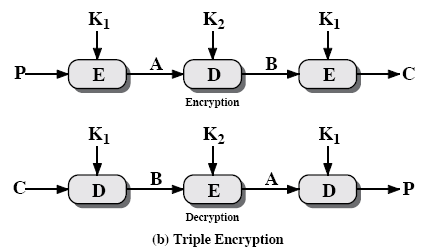 K1 K2 K1
P E A D B E C
Encryption
K1 K2 K1
C D B E A D P
Decryption
(b) Triple Encryption